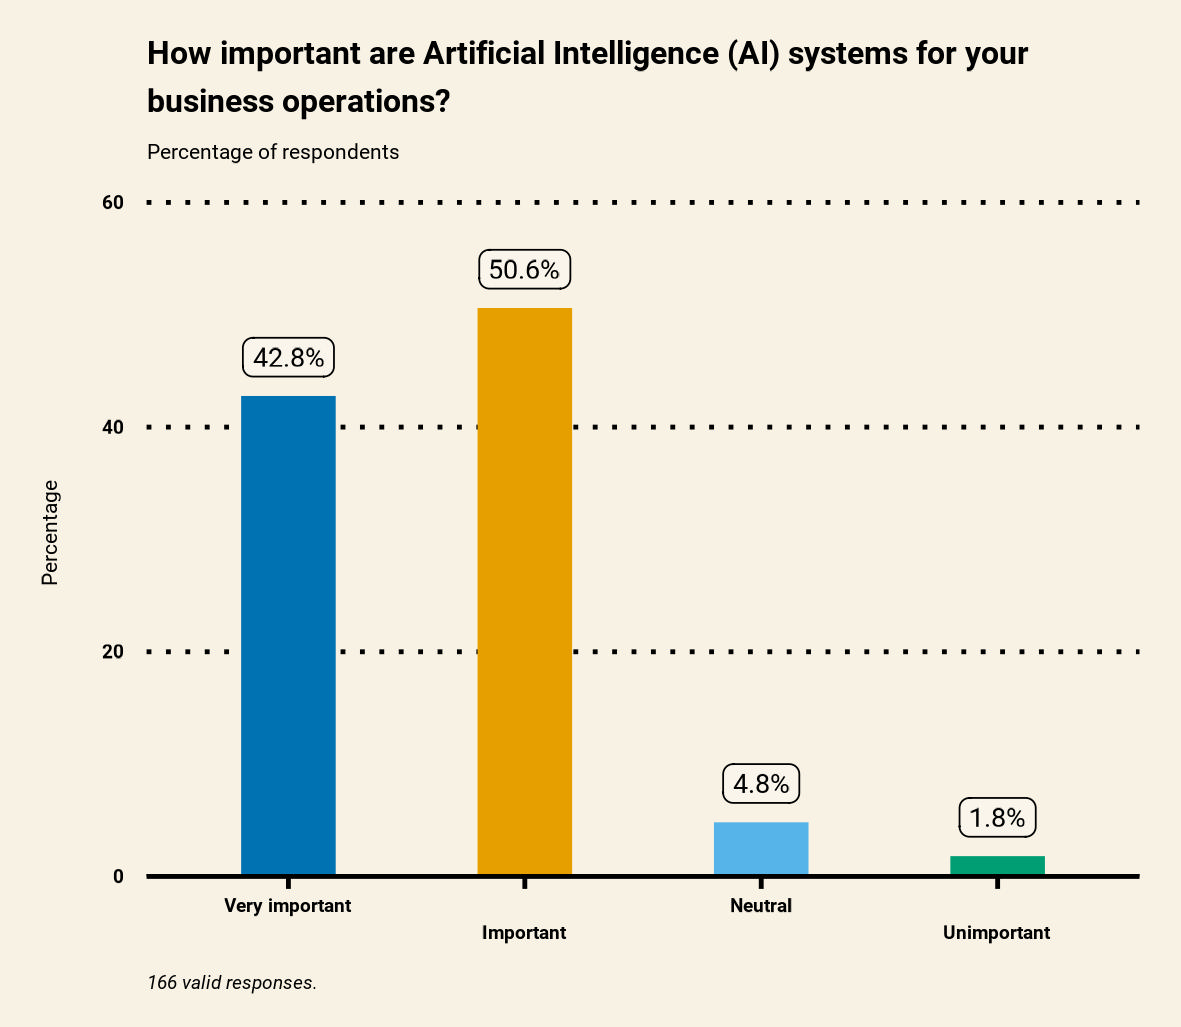 How important are Artificial Intelligence (AI) systems for your
business operations?
Percentage of respondents
60
50.6%
42.8%
40
Percentage
20
4.8%
1.8%
0
Very important
Neutral
Important
Unimportant
166 valid responses.